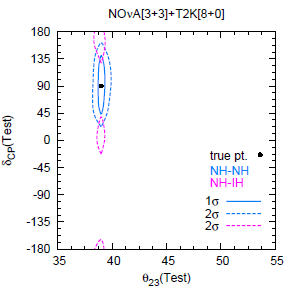 NOνA[3+3]+T2K[8+0]
180
135
90
45
0
-45
-90
-135
-180
δCP(Test)
true pt.
NH-NH
NH-IH
1σ
2σ
2σ
35 40 45 50 55
θ23(Test)